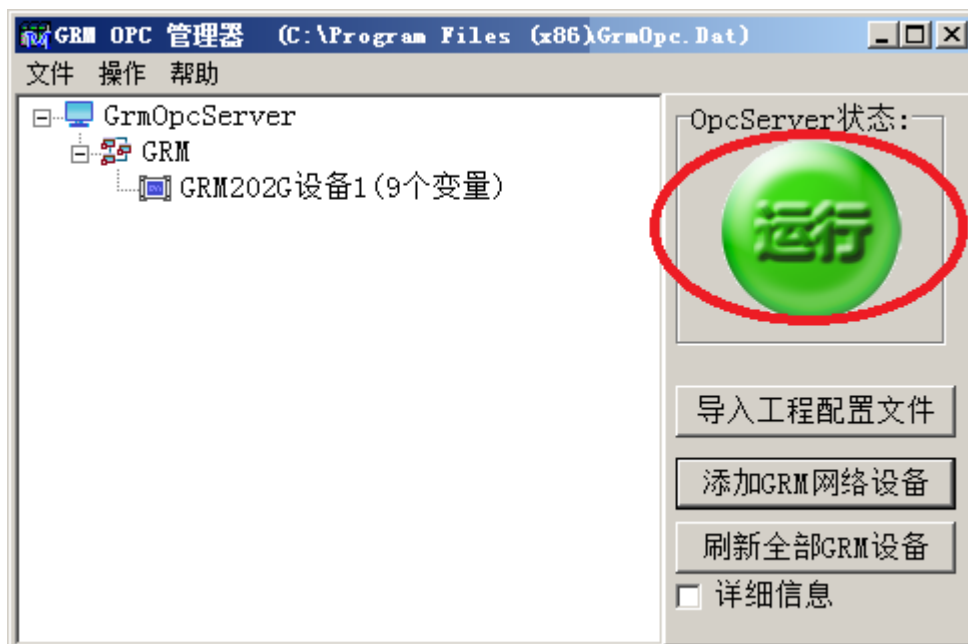 GRM OPC 管理器 (C:\Program Files (x86)\GrmOpc.Dat)
文件 操作 帮助
GrmOpcServer
GRM
GRM202G设备1(9个变量)
OpcServer状态:
运行
导入工程配置文件
添加GRM网络设备
刷新全部GRM设备
详细信息